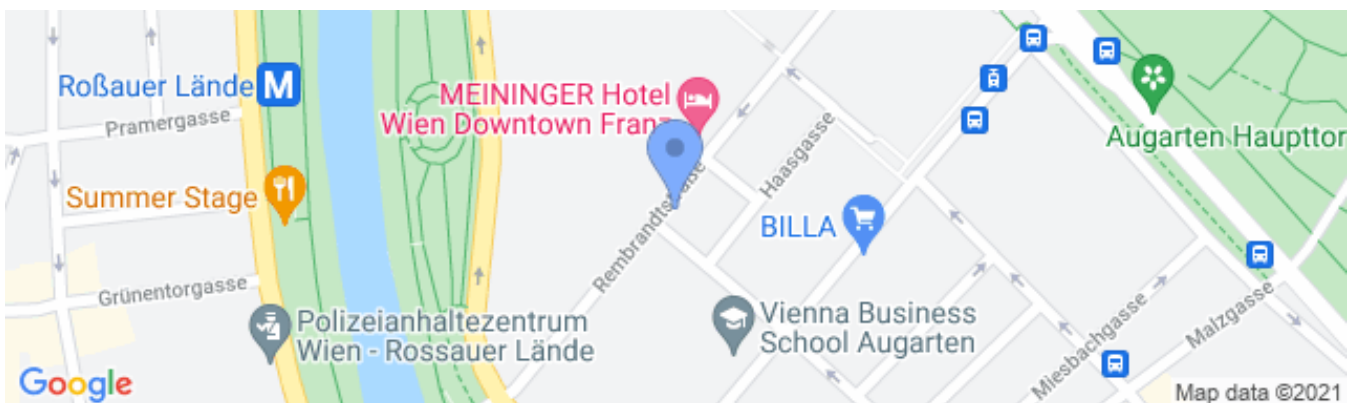 Roßauer Lände
M
Pramergasse
Summer Stage
Grünentorgasse
Polizeianhaltezentrum
Wien - Rossauer Lände
MEININGER Hotel
Wien Downtown Franz
Rembrandtstraße
Haasgasse
BILLA
Vienna Business
School Augarten
Augarten Haupttor
Miesbachgasse
Malzgasse
Google
Map data ©2021